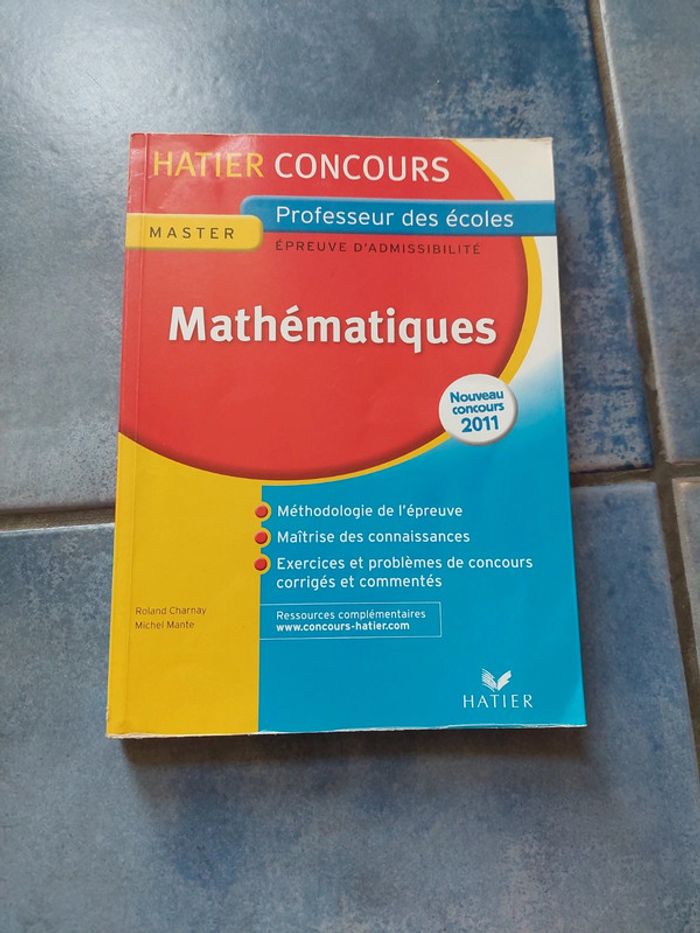 HATIER CONCOURS
Professeur des écoles
MASTER
ÉPREUVE D'ADMISSIBILITÉ
Mathématiques
Nouveau
concours
2011
Méthodologie de l'épreuve
Maîtrise des connaissances
Exercices et problèmes de concours
corrigés et commentés
Roland Charnay
Michel Mante
Ressources complémentaires
www.concours-hatier.com
HATIER